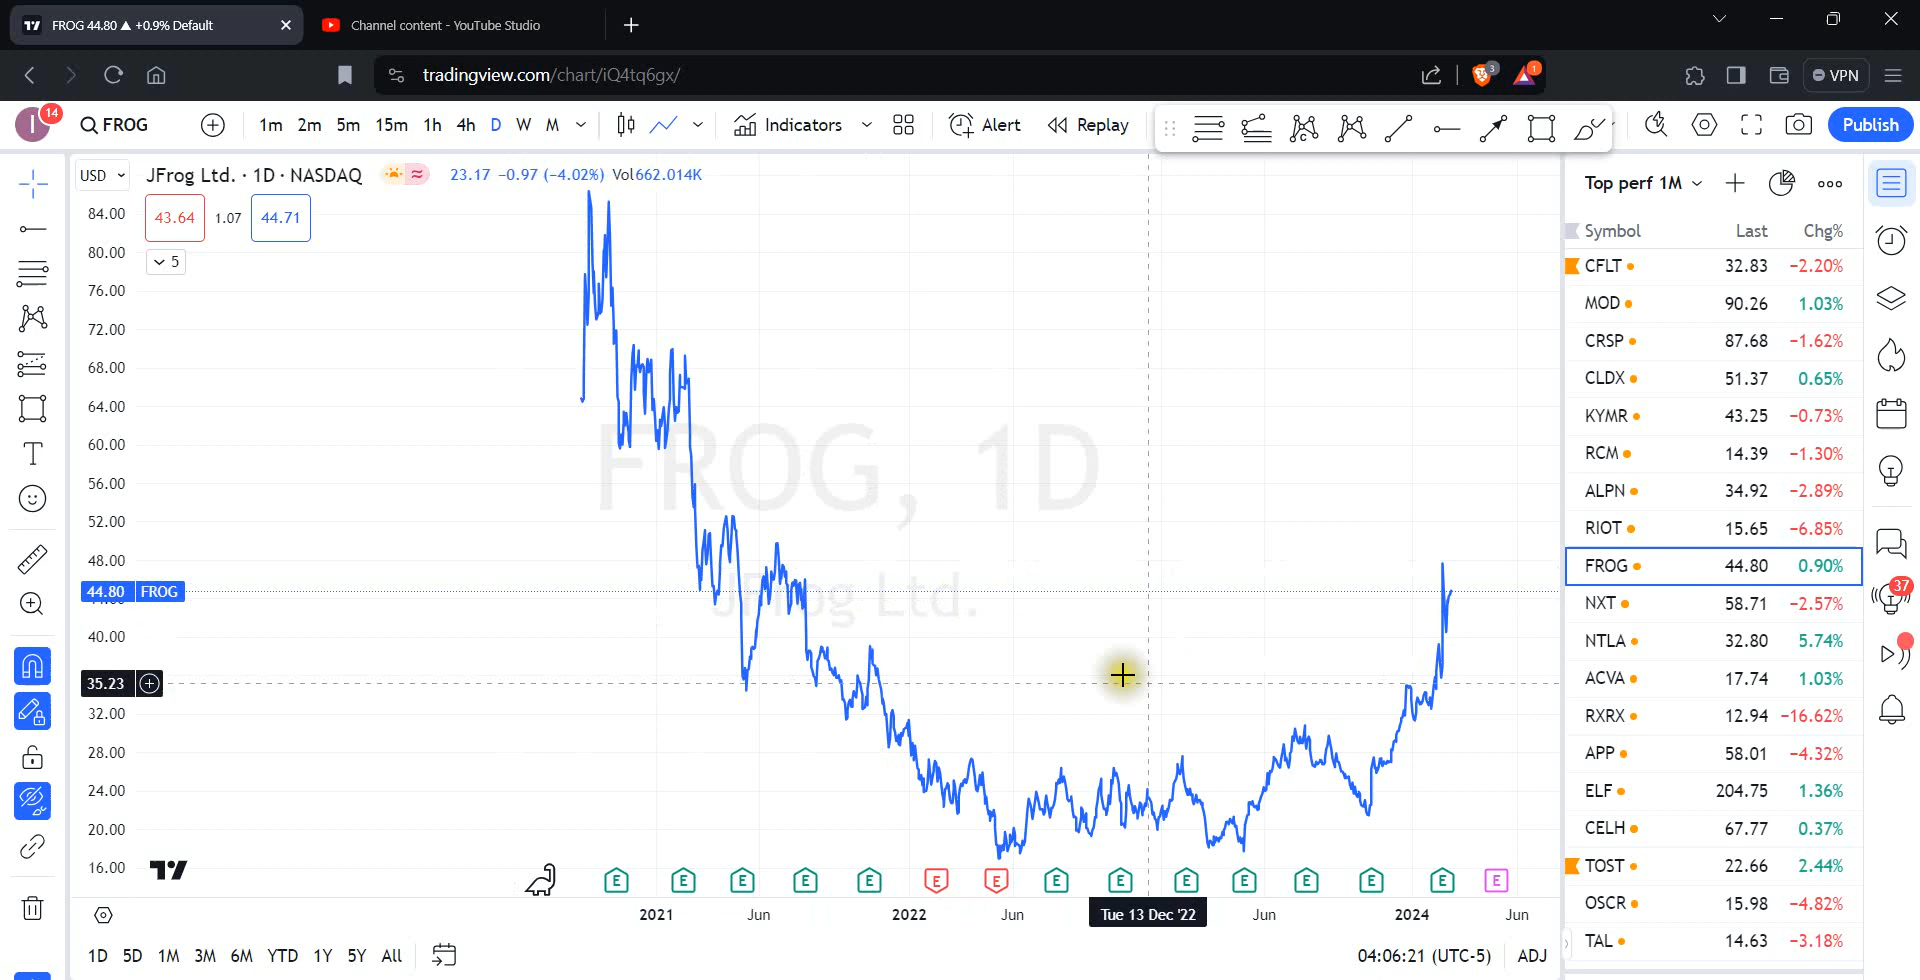 FROG 44.80 ▲ +0.9% Default
Channel content - YouTube Studio
tradingview.com/chart/iQ4tq6gx/
3
1
VPN
I
14
FROG
1m 2m 5m 15m 1h 4h D W M
Indicators
Alert
Replay
Publish
USD
JFrog Ltd. · 1D · NASDAQ
23.17 −0.97 (−4.02%) Vol662.014K
43.64 1.07 44.71
5
84.00
80.00
76.00
72.00
68.00
64.00
60.00
56.00
52.00
48.00
44.80 FROG
40.00
35.23
32.00
28.00
24.00
20.00
16.00
FROG, 1D
JFrog Ltd.
E E E E E E E E E E E E E E E
2021 Jun 2022 Jun Tue 13 Dec '22 Jun 2024 Jun
1D 5D 1M 3M 6M YTD 1Y 5Y All
04:06:21 (UTC-5) ADJ
Top perf 1M
Symbol Last Chg%
CFLT 32.83 −2.20%
MOD 90.26 1.03%
CRSP 87.68 −1.62%
CLDX 51.37 0.65%
KYMR 43.25 −0.73%
RCM 14.39 −1.30%
ALPN 34.92 −2.89%
RIOT 15.65 −6.85%
FROG 44.80 0.90%
NXT 58.71 −2.57%
NTLA 32.80 5.74%
ACVA 17.74 1.03%
RXRX 12.94 −16.62%
APP 58.01 −4.32%
ELF 204.75 1.36%
CELH 67.77 0.37%
TOST 22.66 2.44%
OSCR 15.98 −4.82%
TAL 14.63 −3.18%
37